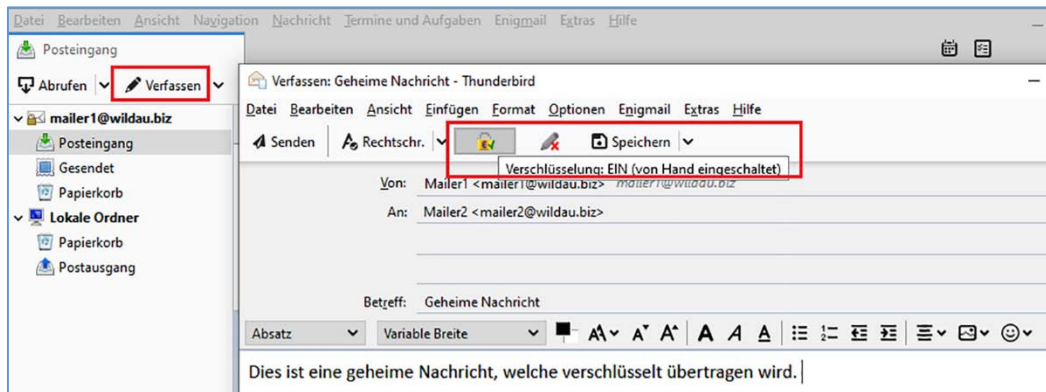 Datei Bearbeiten Ansicht Navigation Nachricht Termine und Aufgaben Enigmail Extras Hilfe
Posteingang
Abrufen Verfassen
mailer1@wildau.biz
Posteingang
Gesendet
Papierkorb
Lokale Ordner
Papierkorb
Postausgang
Verfassen: Geheime Nachricht - Thunderbird
Datei Bearbeiten Ansicht Einfügen Format Optionen Enigmail Extras Hilfe
Senden Rechtschr. Speichern
Verschlüsselung: EIN (von Hand eingeschaltet)
Von: Mailer1 <mailer1@wildau.biz> mailer1@wildau.biz
An: Mailer2 <mailer2@wildau.biz>
Betreff: Geheime Nachricht
Absatz Variable Breite
Dies ist eine geheime Nachricht, welche verschlüsselt übertragen wird.